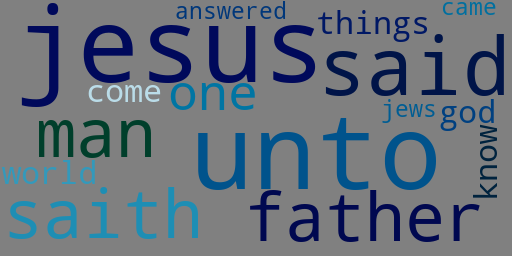 answered
came
jesus
things
said
come
one
jews
god
man
unto
know
world
saith
father